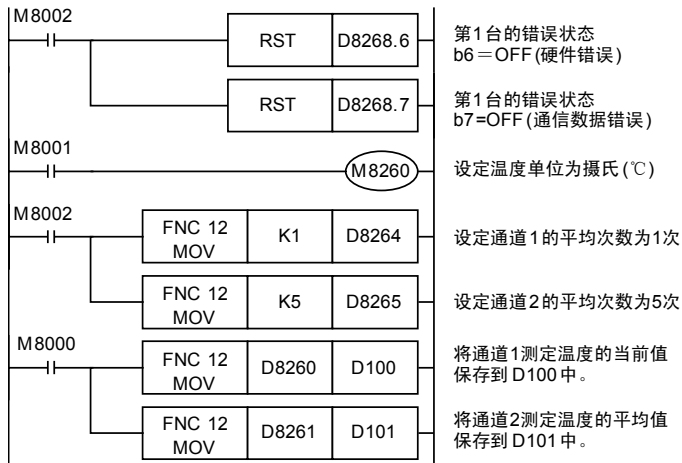 M8002
RST D8268.6
第1台的错误状态
b6＝OFF(硬件错误)
RST D8268.7
第1台的错误状态
b7=OFF(通信数据错误)
M8001
M8260
设定温度单位为摄氏(℃)
M8002
FNC 12
MOV
K1 D8264
设定通道1的平均次数为1次
FNC 12
MOV
K5 D8265
设定通道2的平均次数为5次
M8000
FNC 12
MOV
D8260 D100
将通道1测定温度的当前值
保存到D100中。
FNC 12
MOV
D8261 D101
将通道2测定温度的平均值
保存到D101中。